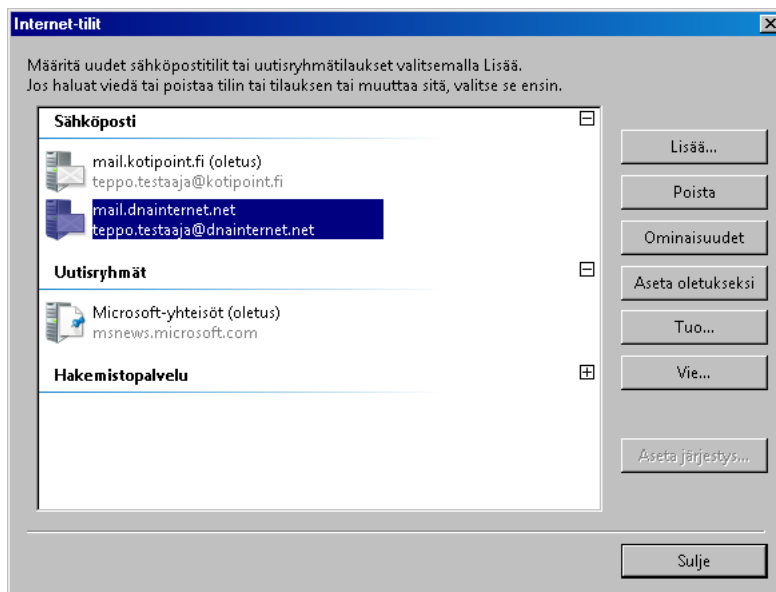 Internet-tilit
Määritä uudet sähköpostitilit tai uutisryhmätilaukset valitsemalla Lisää.
Jos haluat viedä tai poistaa tilin tai tilauksen tai muuttaa sitä, valitse se ensin.
Sähköposti
mail.kotipoint.fi (oletus)
teppo.testaaja@kotipoint.fi
mail.dnainternet.net
teppo.testaaja@dnainternet.net
Uutisryhmät
Microsoft-yhteisöt (oletus)
msnews.microsoft.com
Hakemistopalvelu
Lisää...
Poista
Ominaisuudet
Aseta oletukseksi
Tuo...
Vie...
Aseta järjestys...
Sulje